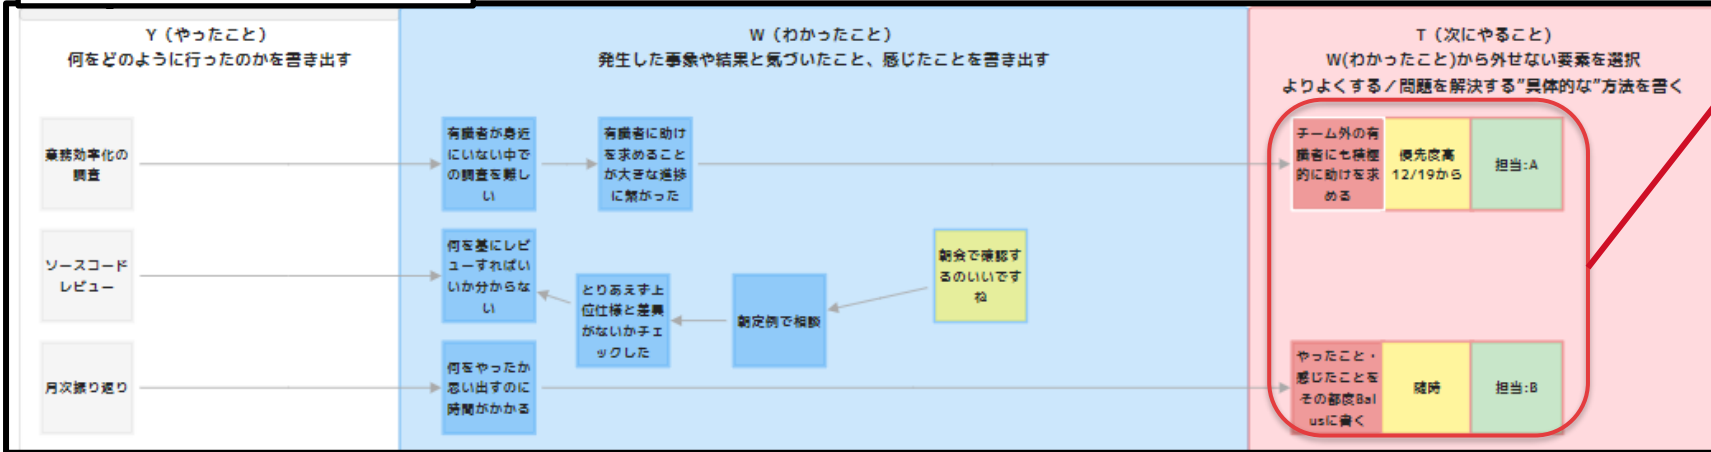 Y（やったこと）
何をどのように行ったのかを書き出す
W（わかったこと）
発生した事象や結果と気づいたこと、感じたことを書き出す
T（次にやること）
W(わかったこと)から外せない要素を選択
よりよくする／問題を解決する"具体的な"方法を書く
業務効率化の
調査
有識者が身近
にいない中で
の調査を難し
い
有識者に助け
を求めること
が大きな進捗
に繋がった
チーム外の有
識者にも積極
的に助けを求
める
優先度高
12/19から
担当:A
ソースコード
レビュー
何を基にレビ
ューすればい
いか分からな
い
とりあえず上
位仕様と差異
がないかチェ
ックした
朝定例で相談
朝会で確認す
るのいいです
ね
月次振り返り
何をやったか
思い出すのに
時間がかかる
やったこと・
感じたことを
その都度Bal
usに書く
随時
担当:B